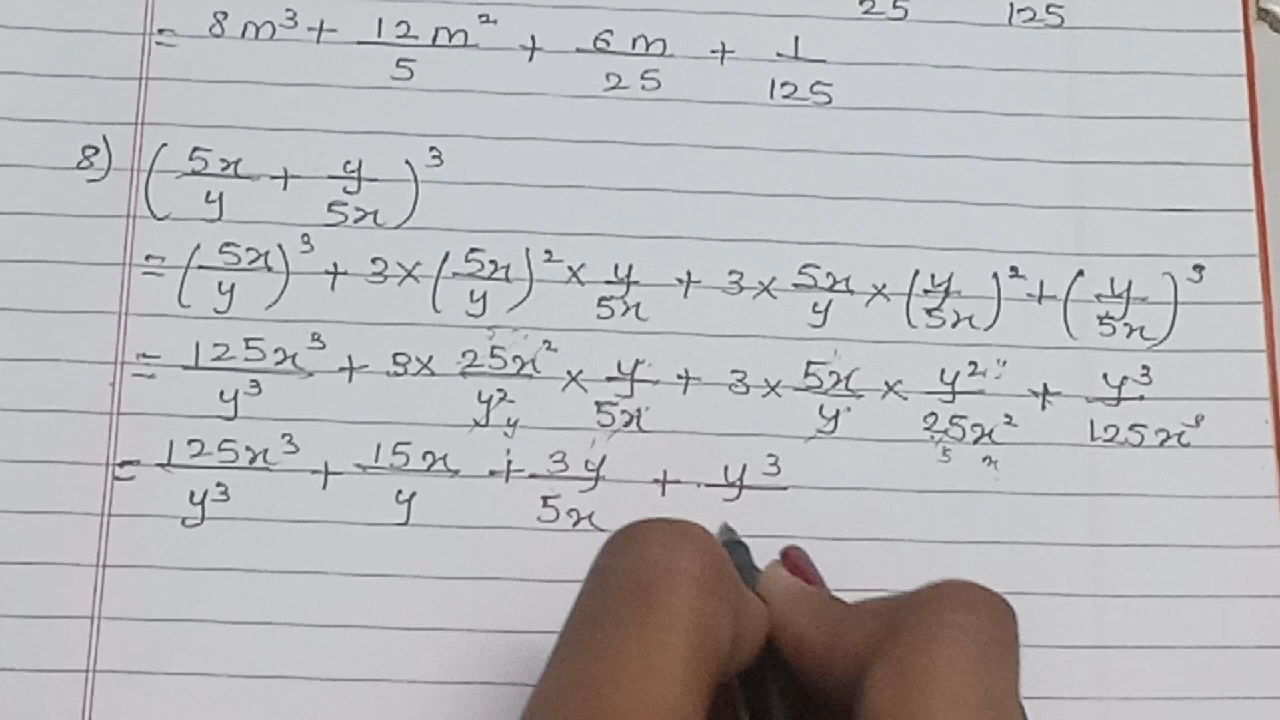 25 125
= 8m³ + 12m²/5 + 6m/25 + 1/125
8) (5x/y + y/5x)³
= (5x/y)³ + 3 × (5x/y)² × y/5x + 3 × 5x/y × (y/5x)² + (y/5x)³
= 125x³/y³ + 3 × 25x²/y² × y/5x + 3 × 5x/y × y²/25x² + y³/125x³
= 125x³/y³ + 15x/y + 3y/5x + y³